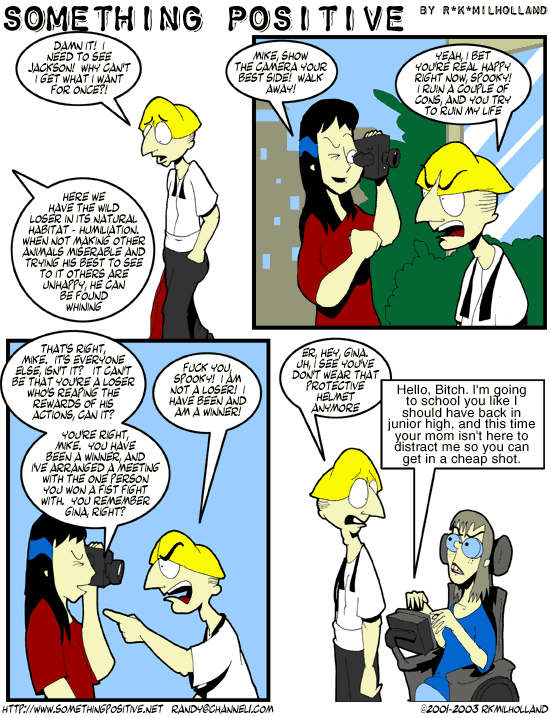 SOMETHING POSITIVE BY R*K*MILHOLLAND
DAMN IT! I
NEED TO SEE
JACKSON! WHY CAN'T
I GET WHAT I WANT
FOR ONCE?!
HERE WE
HAVE THE WILD
LOSER IN ITS NATURAL
HABITAT - HUMILIATION.
WHEN NOT MAKING OTHER
ANIMALS MISERABLE AND
TRYING HIS BEST TO SEE
TO IT OTHERS ARE
UNHAPPY, HE CAN
BE FOUND
WHINING
MIKE, SHOW
THE CAMERA YOUR
BEST SIDE! WALK
AWAY!
YEAH, I BET
YOU'RE REAL HAPPY
RIGHT NOW, SPOOKY!
I RUIN A COUPLE OF
CONS, AND YOU TRY
TO RUIN MY LIFE
THAT'S RIGHT,
MIKE. IT'S EVERYONE
ELSE, ISN'T IT? IT CAN'T
BE THAT YOU'RE A LOSER
WHO'S REAPING THE
REWARDS OF HIS
ACTIONS, CAN IT?
FUCK YOU,
SPOOKY! I AM
NOT A LOSER! I
HAVE BEEN AND
AM A WINNER!
YOU'RE RIGHT,
MIKE. YOU HAVE
BEEN A WINNER, AND
I'VE ARRANGED A MEETING
WITH THE ONE PERSON
YOU WON A FIST FIGHT
WITH. YOU REMEMBER
GINA, RIGHT?
ER, HEY, GINA.
UH, I SEE YOU'VE
DON'T WEAR THAT
PROTECTIVE
HELMET
ANYMORE
Hello, Bitch. I'm going
to school you like I
should have back in
junior high, and this time
your mom isn't here to
distract me so you can
get in a cheap shot.
HTTP://WWW.SOMETHINGPOSITIVE.NET RANDY@CHANNEL1.COM ©2001-2003 RKMILHOLLAND